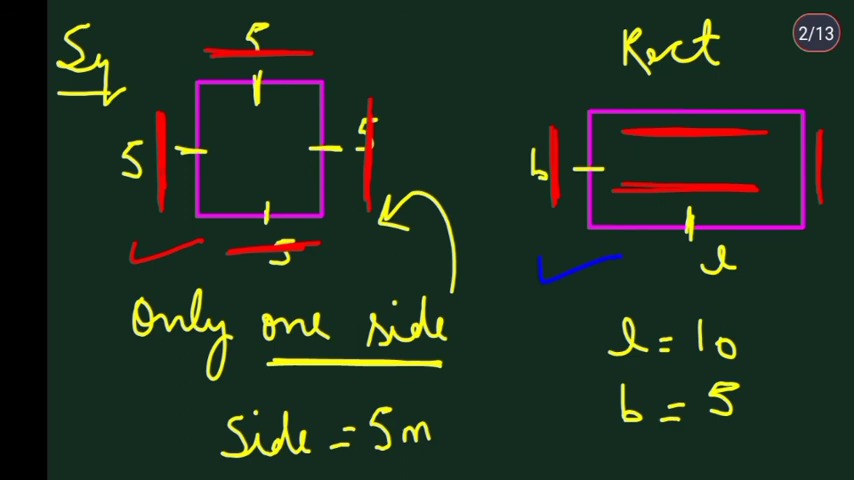 Sq
5
5
5
5
Only one side
Side = 5m
Rect
b
l
l = 10
b = 5
2/13